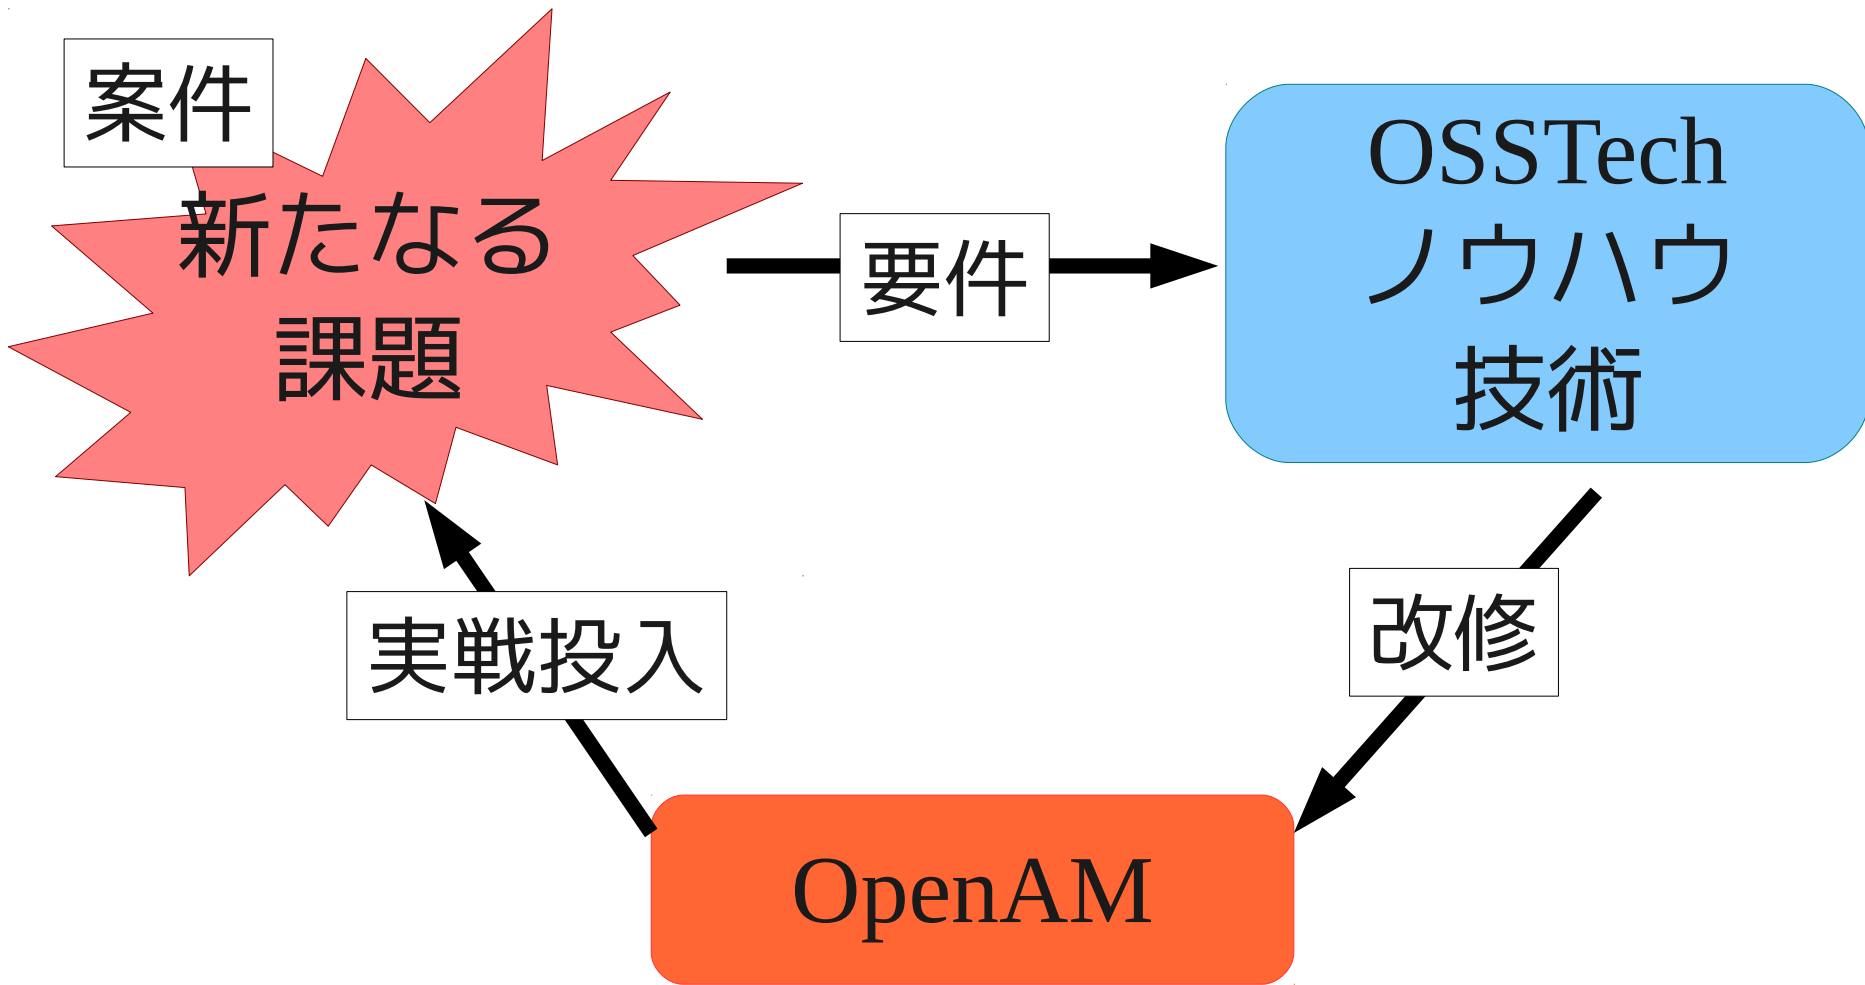 案件
新たなる
課題
要件
OSSTech
ノウハウ
技術
改修
実戦投入
OpenAM